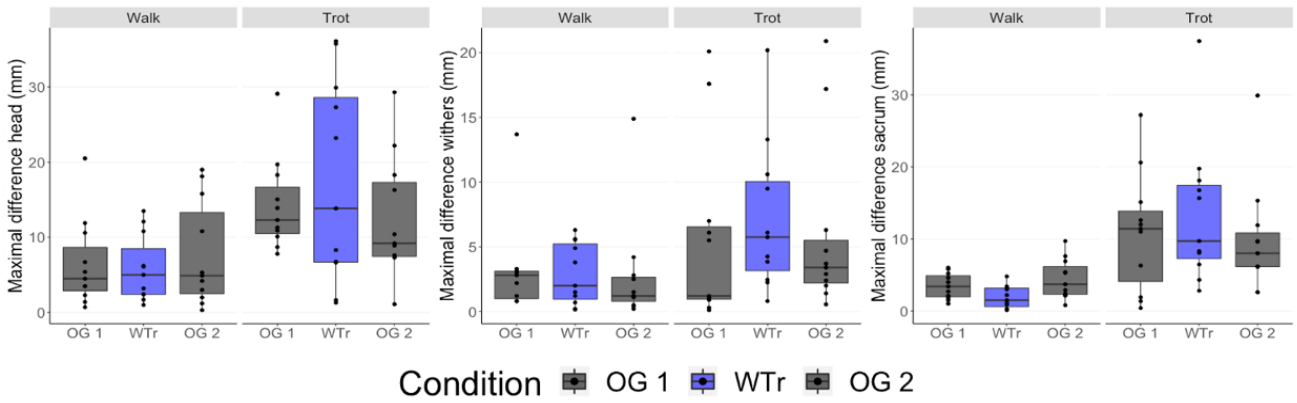 Walk Trot
Maximal difference head (mm)
30
20
10
0
OG 1 WTr OG 2 OG 1 WTr OG 2
Walk Trot
Maximal difference withers (mm)
20
15
10
5
0
OG 1 WTr OG 2 OG 1 WTr OG 2
Walk Trot
Maximal difference sacrum (mm)
30
20
10
0
OG 1 WTr OG 2 OG 1 WTr OG 2
Condition OG 1 WTr OG 2